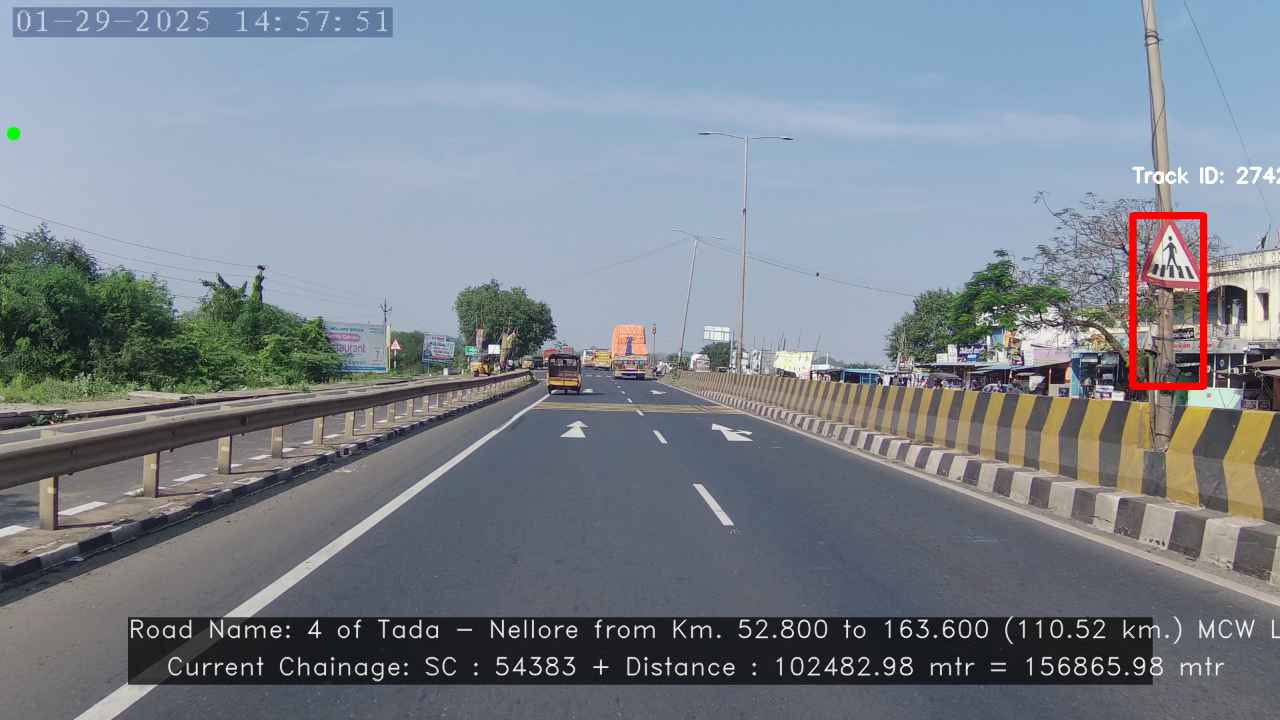 01-29-2025 14:57:51
Track ID: 2742
taurant
Road Name: 4 of Tada - Nellore from Km. 52.800 to 163.600 (110.52 km.) MCW L
Current Chainage: SC : 54383 + Distance : 102482.98 mtr = 156865.98 mtr